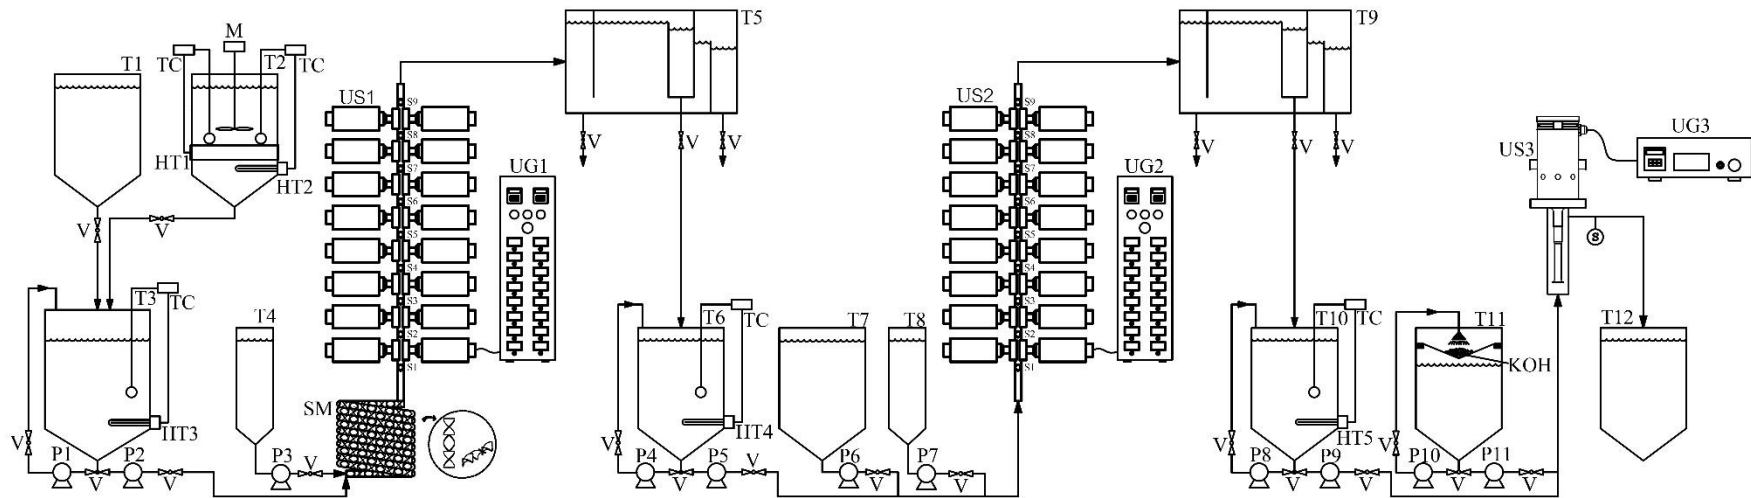 T1
M
TC
T2
TC
HT1
HT2
V
V
T3
TC
HT3
V
P1
V
P2
V
T4
P3
V
SM
US1
S9
S8
S7
S6
S5
S4
S3
S2
S1
UG1
T5
V
V
V
T6
TC
HT4
V
P4
V
P5
V
T7
P6
V
T8
P7
V
US2
S9
S8
S7
S6
S5
S4
S3
S2
S1
UG2
T9
V
V
V
T10
TC
HT5
V
P8
V
P9
V
T11
KOH
V
P10
V
P11
V
US3
UG3
S
T12